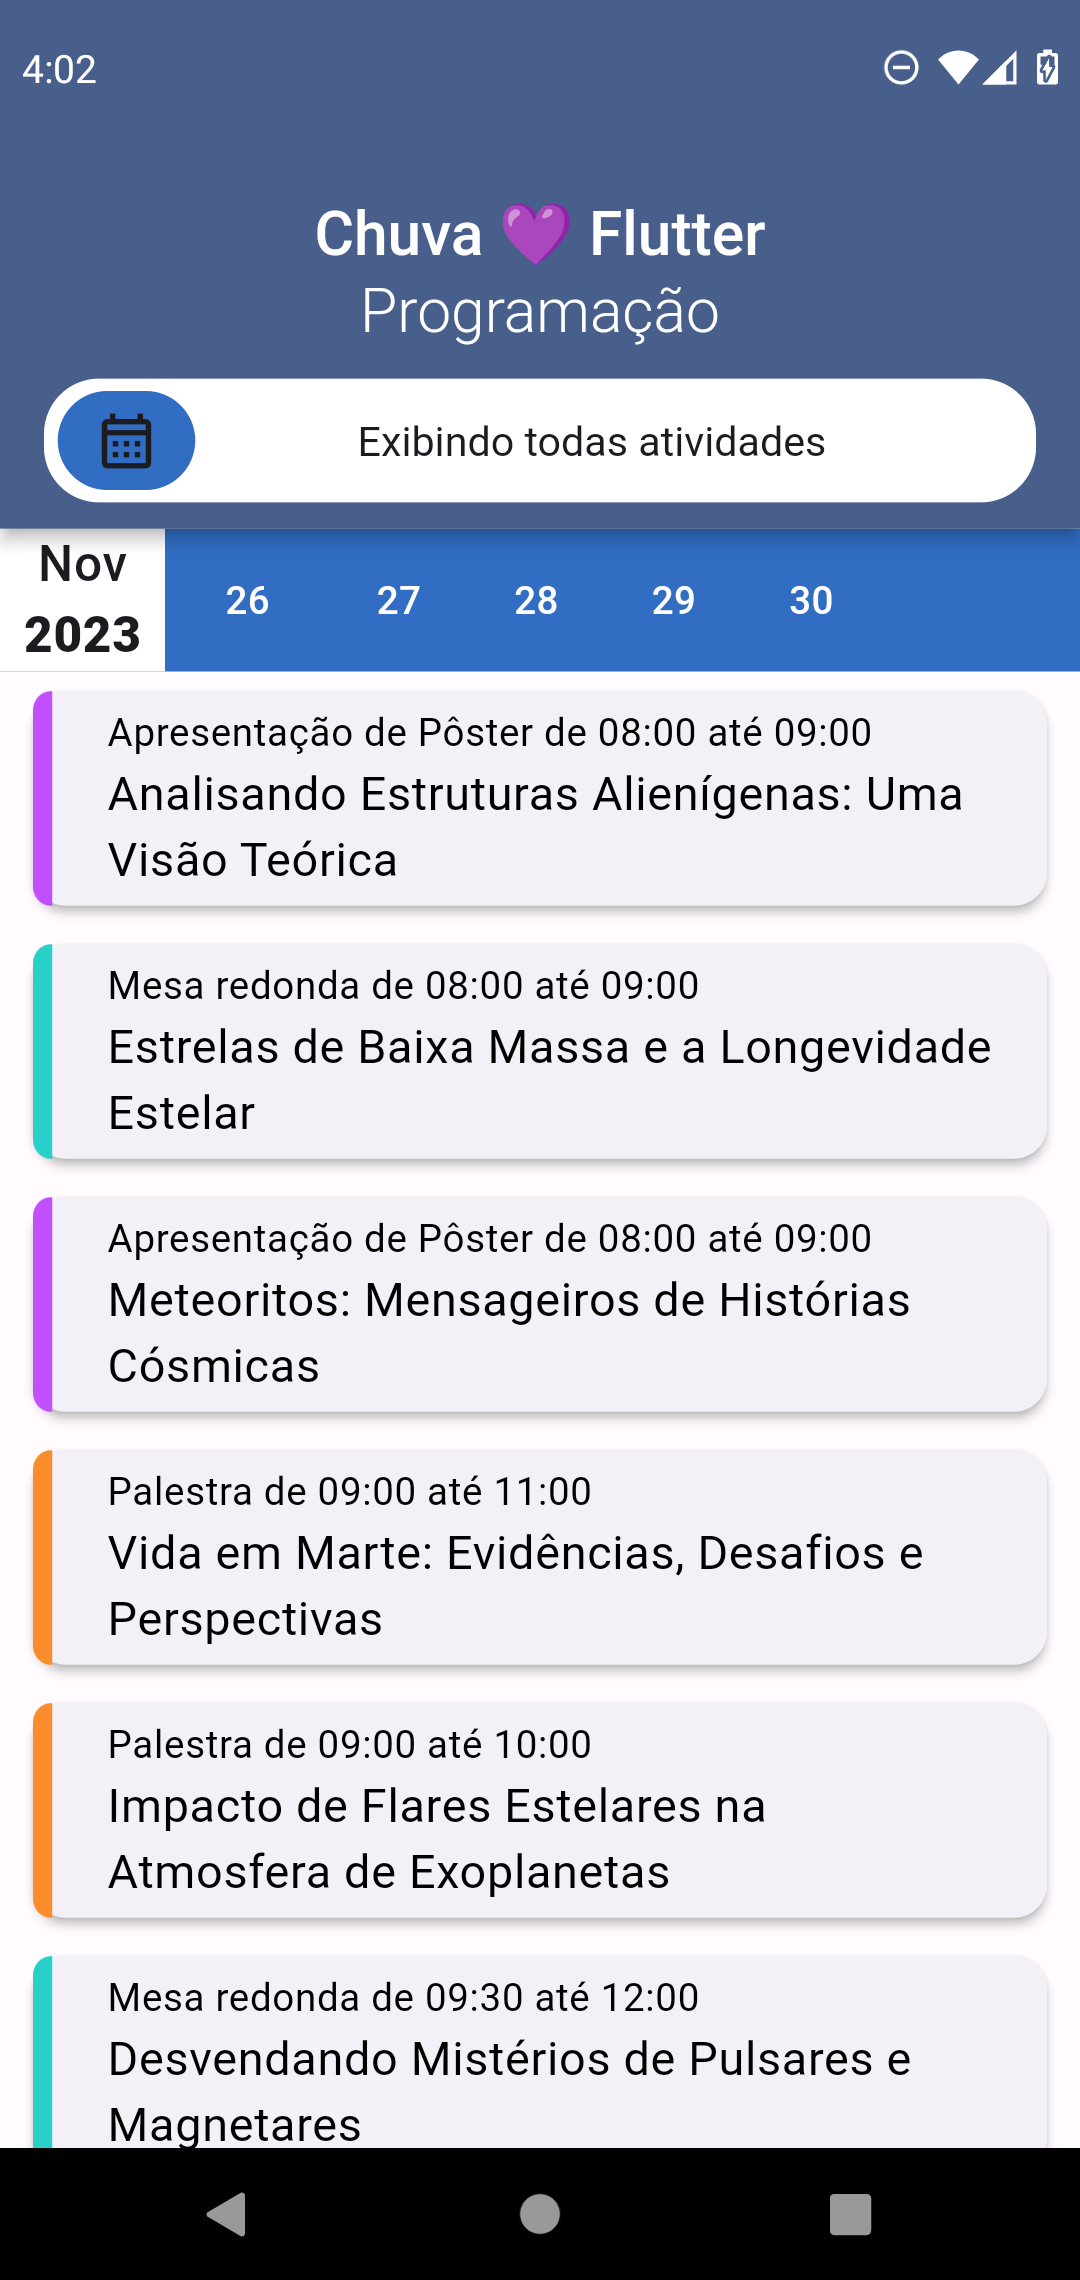 4:02
Chuva 💜 Flutter
Programação
Exibindo todas atividades
Nov
2023
26 27 28 29 30
Apresentação de Pôster de 08:00 até 09:00
Analisando Estruturas Alienígenas: Uma
Visão Teórica
Mesa redonda de 08:00 até 09:00
Estrelas de Baixa Massa e a Longevidade
Estelar
Apresentação de Pôster de 08:00 até 09:00
Meteoritos: Mensageiros de Histórias
Cósmicas
Palestra de 09:00 até 11:00
Vida em Marte: Evidências, Desafios e
Perspectivas
Palestra de 09:00 até 10:00
Impacto de Flares Estelares na
Atmosfera de Exoplanetas
Mesa redonda de 09:30 até 12:00
Desvendando Mistérios de Pulsares e
Magnetares